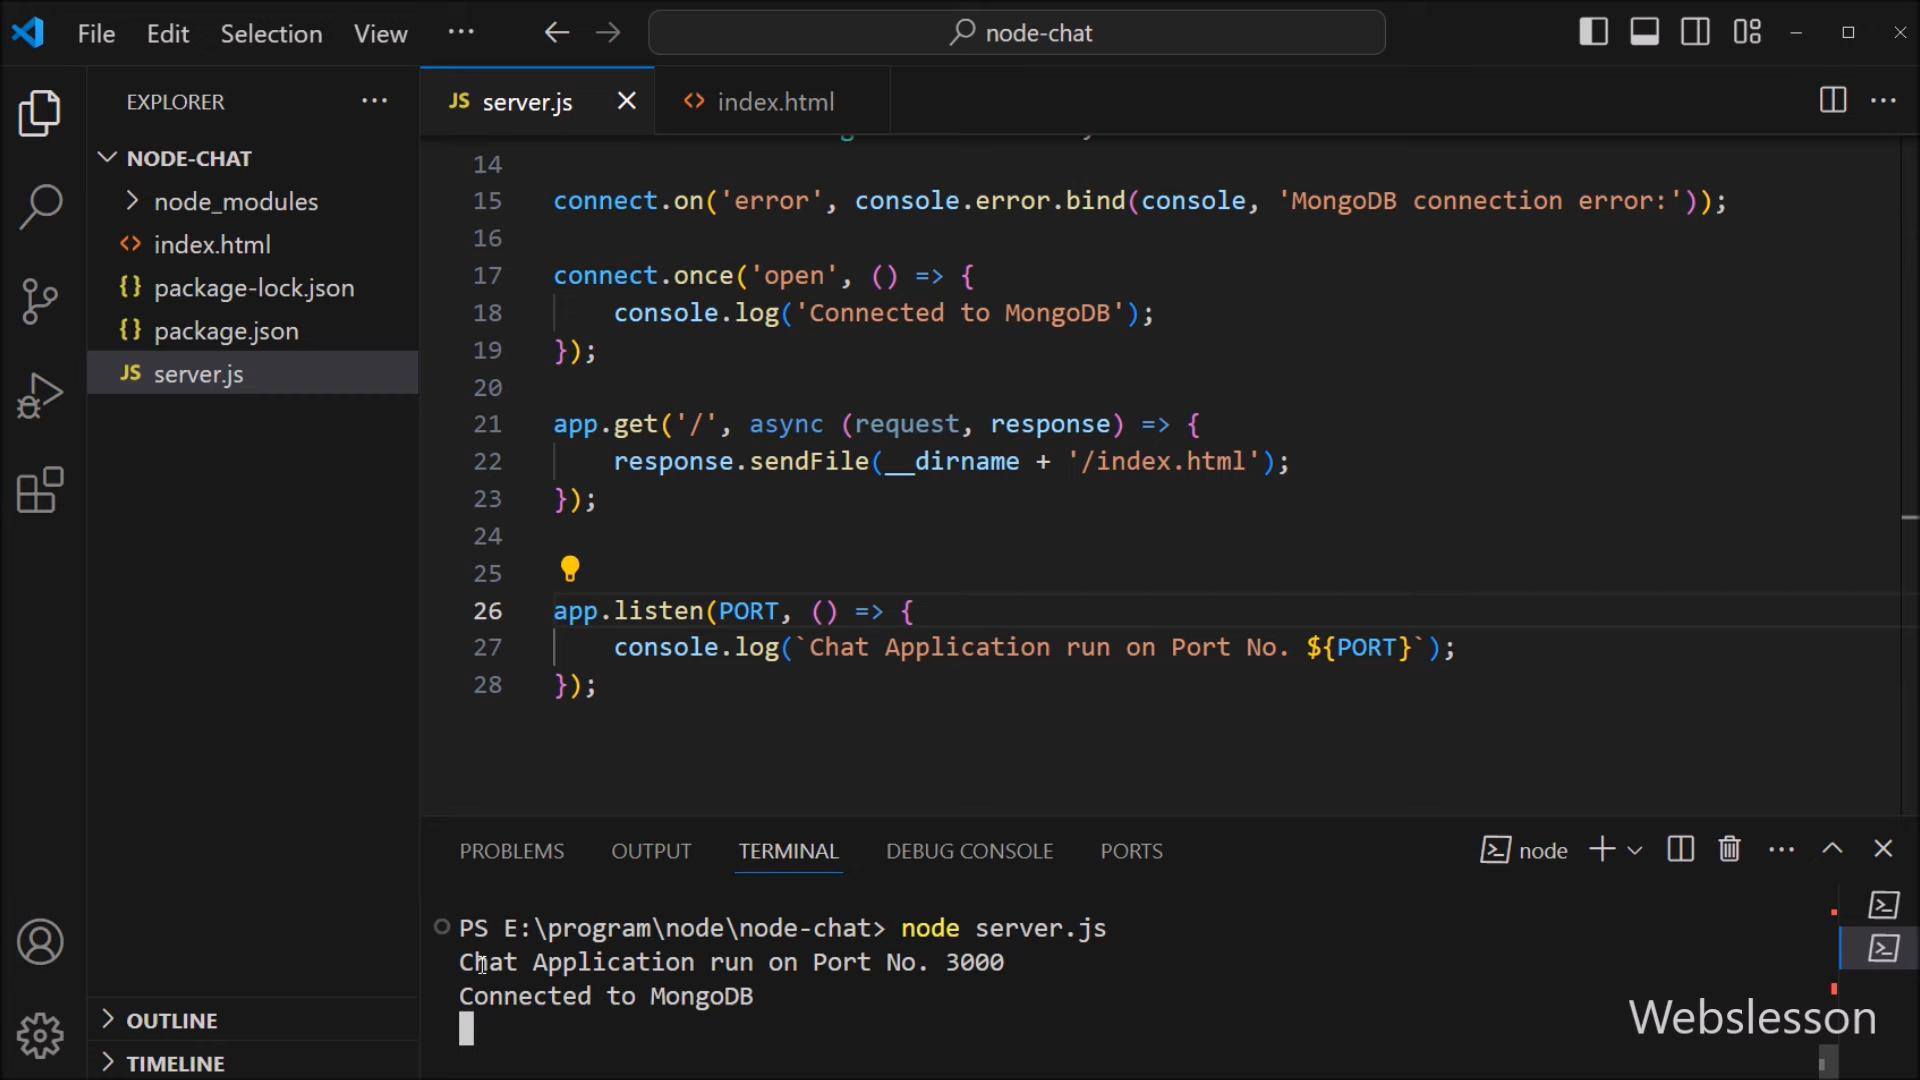 File Edit Selection View ...
node-chat
EXPLORER ...
JS server.js
index.html
NODE-CHAT
node_modules
index.html
{} package-lock.json
{} package.json
JS server.js
14
15 connect.on('error', console.error.bind(console, 'MongoDB connection error:'));
16
17 connect.once('open', () => {
18 console.log('Connected to MongoDB');
19 });
20
21 app.get('/', async (request, response) => {
22 response.sendFile(__dirname + '/index.html');
23 });
24
25
26 app.listen(PORT, () => {
27 console.log(`Chat Application run on Port No. ${PORT}`);
28 });
PROBLEMS OUTPUT TERMINAL DEBUG CONSOLE PORTS
node
PS E:\program\node\node-chat> node server.js
Chat Application run on Port No. 3000
Connected to MongoDB
OUTLINE
TIMELINE
Webslesson